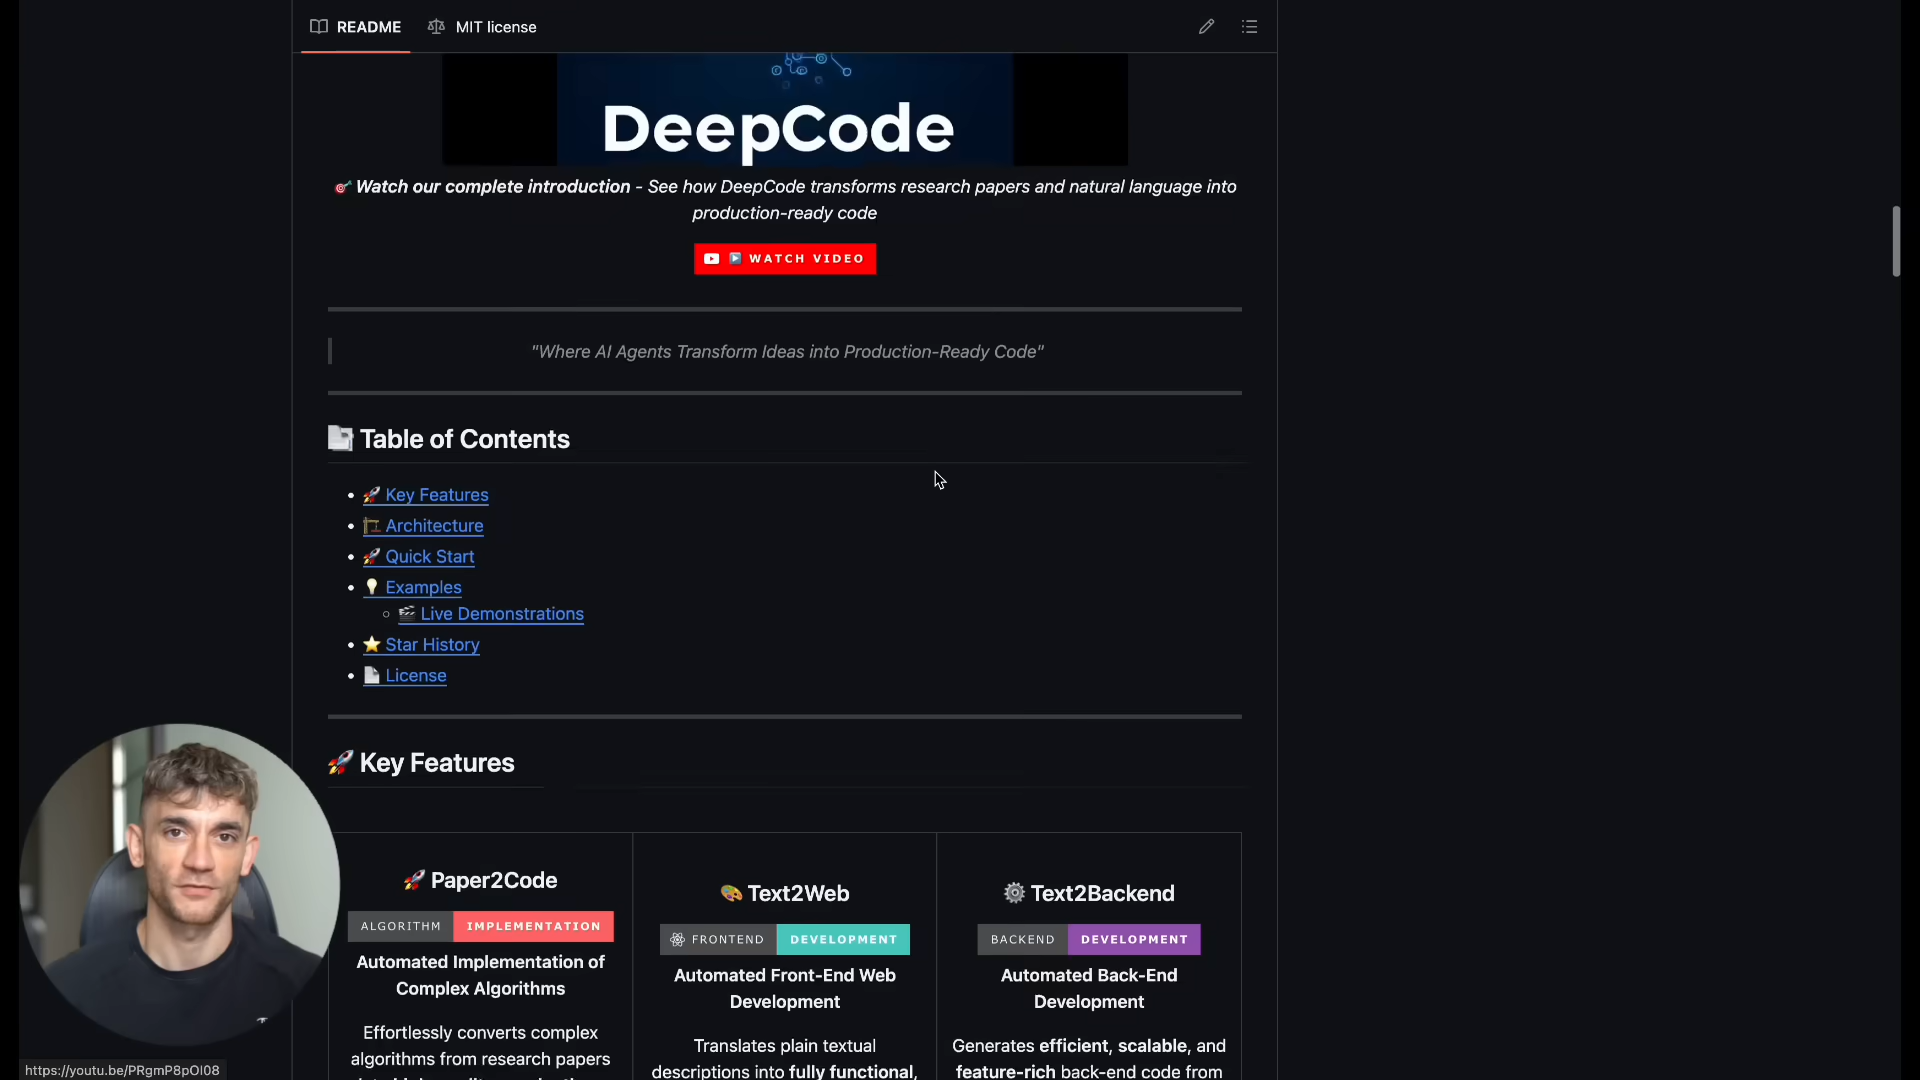 README
MIT license
DeepCode
Watch our complete introduction - See how DeepCode transforms research papers and natural language into
production-ready code
WATCH VIDEO
"Where AI Agents Transform Ideas into Production-Ready Code"
Table of Contents
Key Features
Architecture
Quick Start
Examples
Live Demonstrations
Star History
License
Key Features
Paper2Code
ALGORITHM IMPLEMENTATION
Automated Implementation of
Complex Algorithms
Effortlessly converts complex
algorithms from research papers
Text2Web
FRONTEND DEVELOPMENT
Automated Front-End Web
Development
Translates plain textual
descriptions into fully functional,
Text2Backend
BACKEND DEVELOPMENT
Automated Back-End
Development
Generates efficient, scalable, and
feature-rich back-end code from
https://youtu.be/PRgmP8pOI08